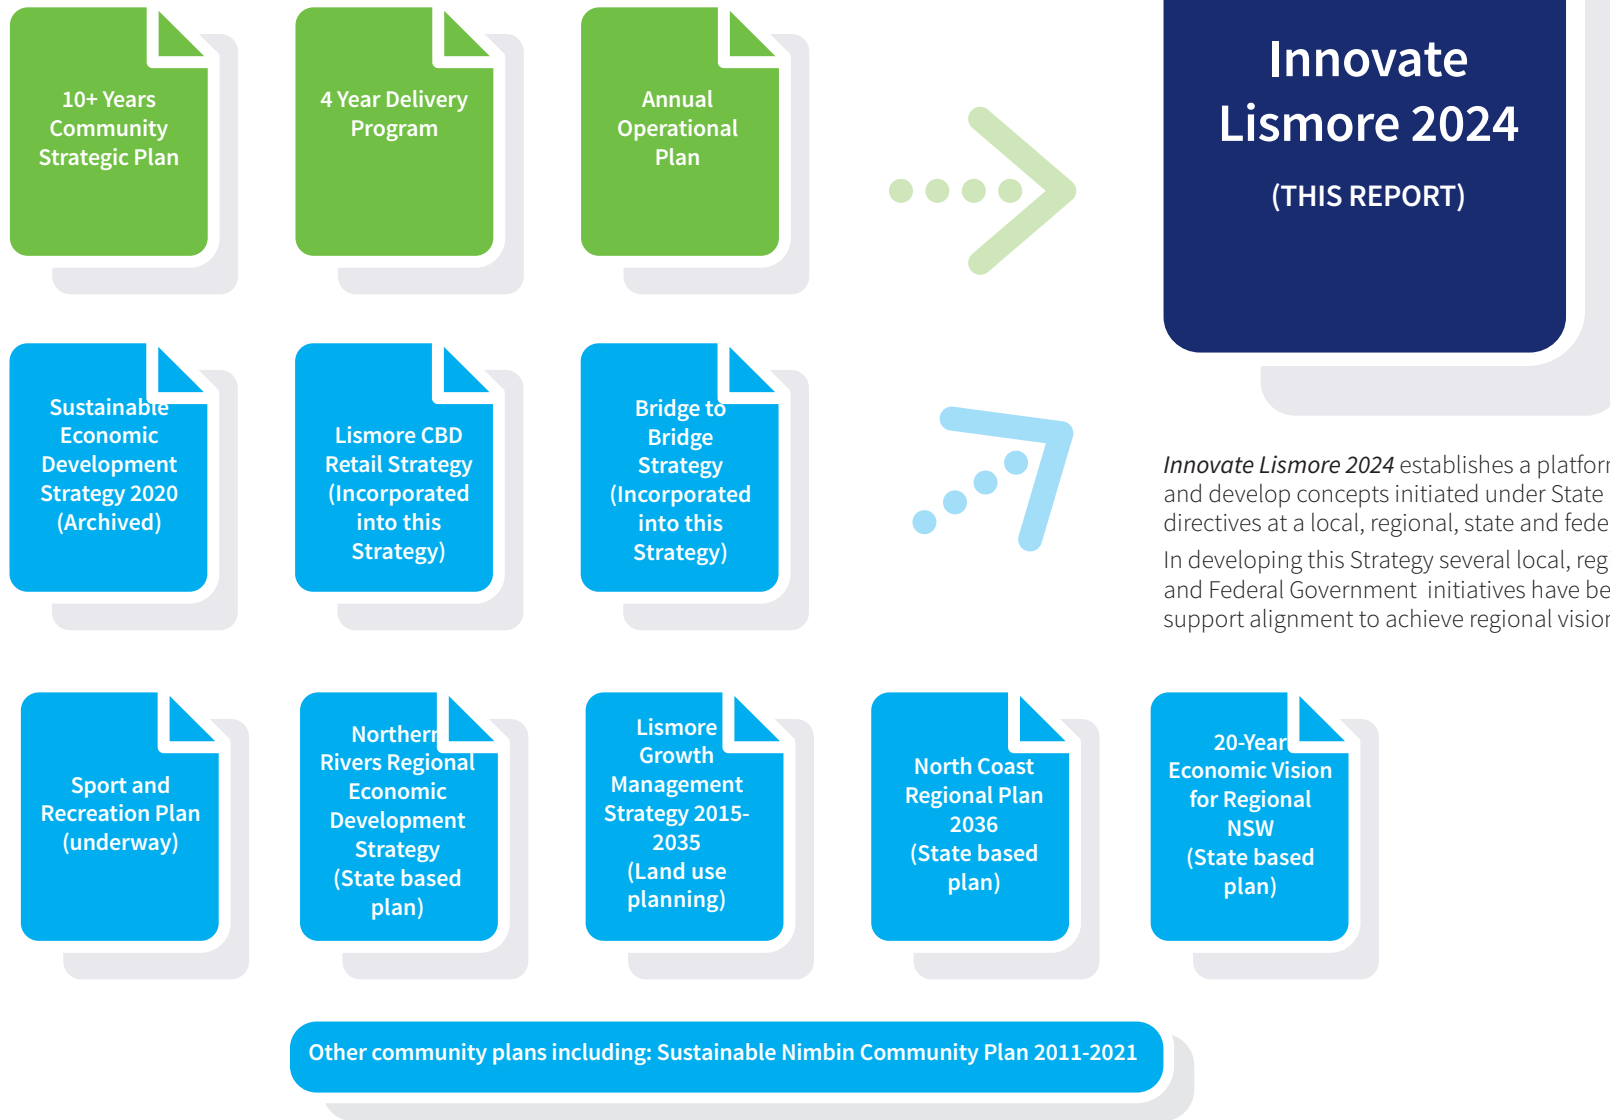 10+ Years
Community
Strategic Plan
4 Year Delivery
Program
Annual
Operational
Plan
Innovate
Lismore 2024
(THIS REPORT)
Sustainable
Economic
Development
Strategy 2020
(Archived)
Lismore CBD
Retail Strategy
(Incorporated
into this
Strategy)
Bridge to
Bridge
Strategy
(Incorporated
into this
Strategy)
Innovate Lismore 2024 establishes a
and develop concepts initiated under State
directives at a local, regional, state and
In developing this Strategy several local,
and Federal Government initiatives have
support alignment to achieve regional
Sport and
Recreation Plan
(underway)
Northern
Rivers Regional
Economic
Development
Strategy
(State based
plan)
Lismore
Growth
Management
Strategy 2015-
2035
(Land use
planning)
North Coast
Regional Plan
2036
(State based
plan)
20-Year
Economic Vision
for Regional
NSW
(State based
plan)
Other community plans including: Sustainable Nimbin Community Plan 2011-2021